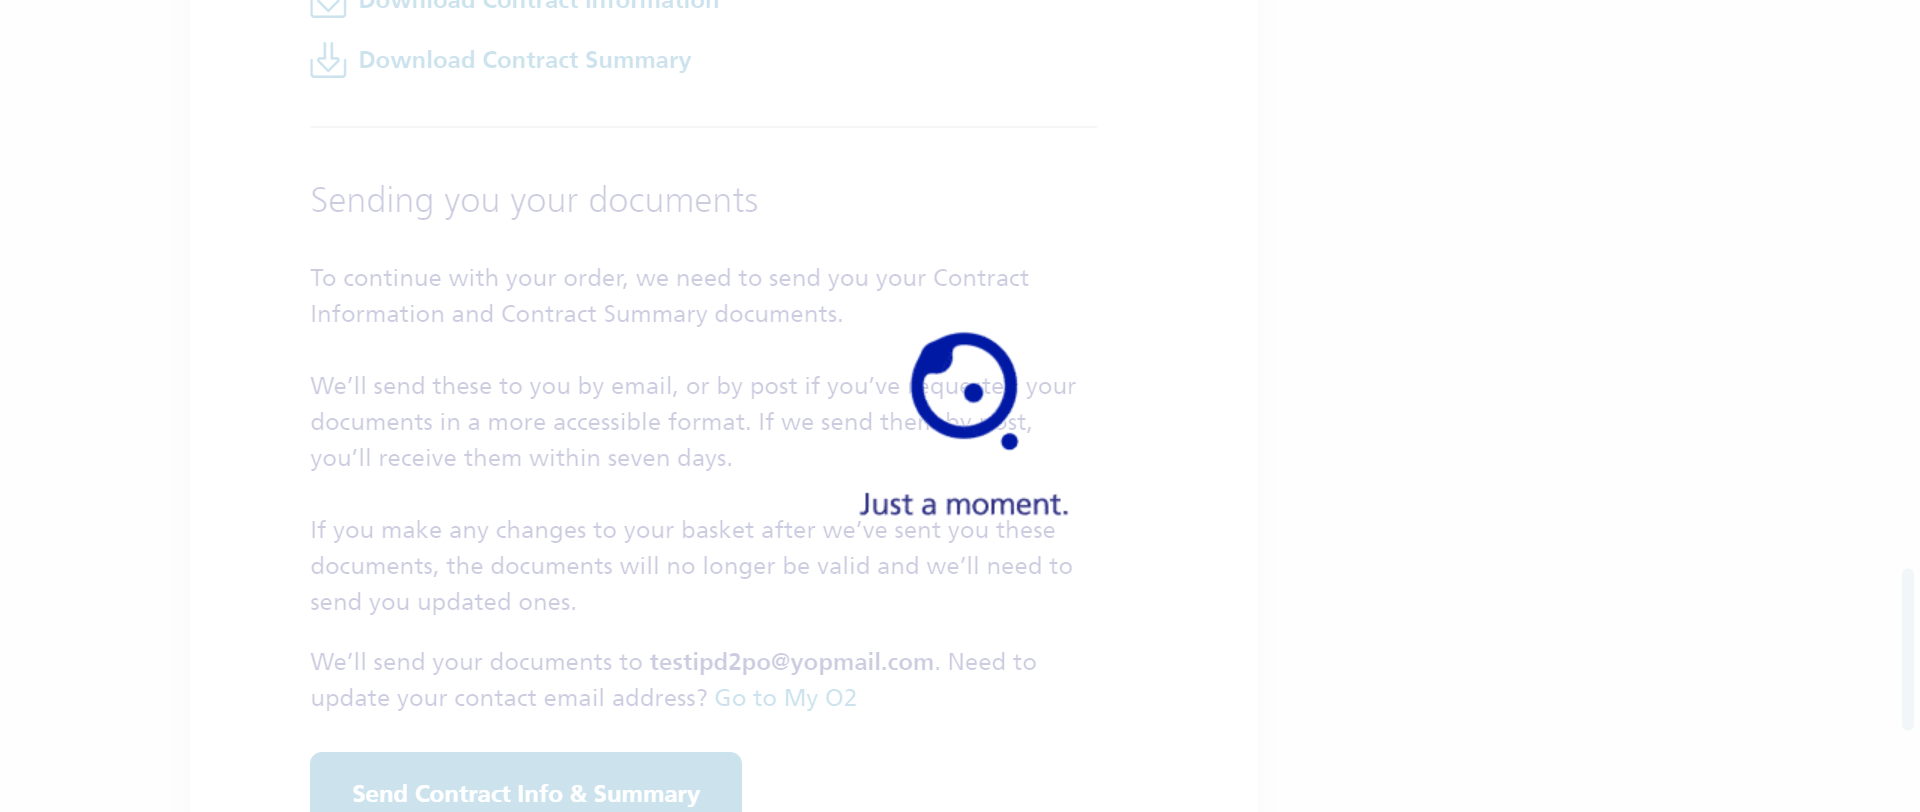 Download Contract Information
Download Contract Summary
Sending you your documents
To continue with your order, we need to send you your Contract
Information and Contract Summary documents.
We’ll send these to you by email, or by post if you’ve requested your
documents in a more accessible format. If we send them by post,
you’ll receive them within seven days.
Just a moment.
If you make any changes to your basket after we’ve sent you these
documents, the documents will no longer be valid and we’ll need to
send you updated ones.
We’ll send your documents to testipd2po@yopmail.com. Need to
update your contact email address? Go to My O2
Send Contract Info & Summary